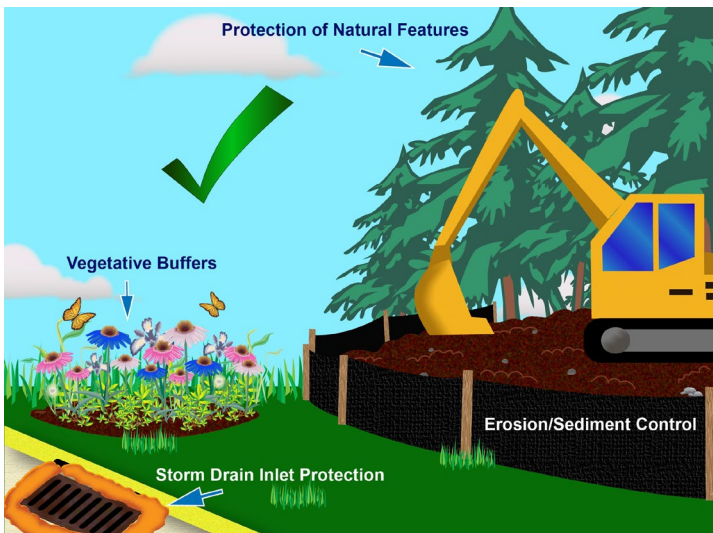 Protection of Natural Features
Vegetative Buffers
Erosion/Sediment Control
Storm Drain Inlet Protection